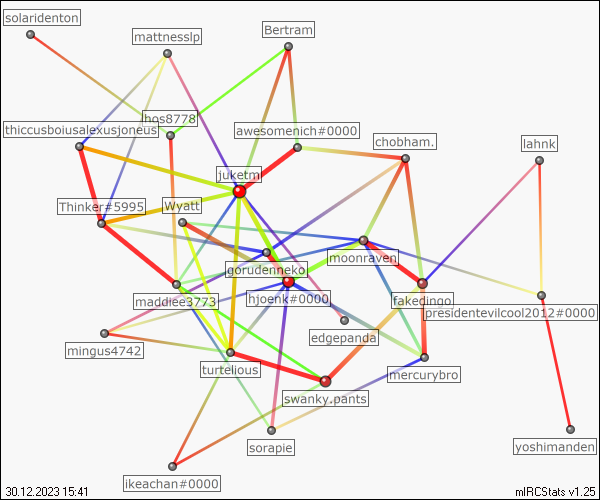 solaridenton
mattnesslp
Bertram
lhos8778
thiccusboiusalexusjoneus
awesomenich#0000
chobham.
lahnk
juketm
Thinker#5995
Wyatt
moonraven
gorudenneko
maddiee3773
hjoenk#0000
fakedingo
presidentevilcool2012#0000
edgepanda
mingus4742
turtelious
mercurybro
swanky.pants
sorapie
yoshimanden
ikeachan#0000
30.12.2023 15:41
mIRCStats v1.25